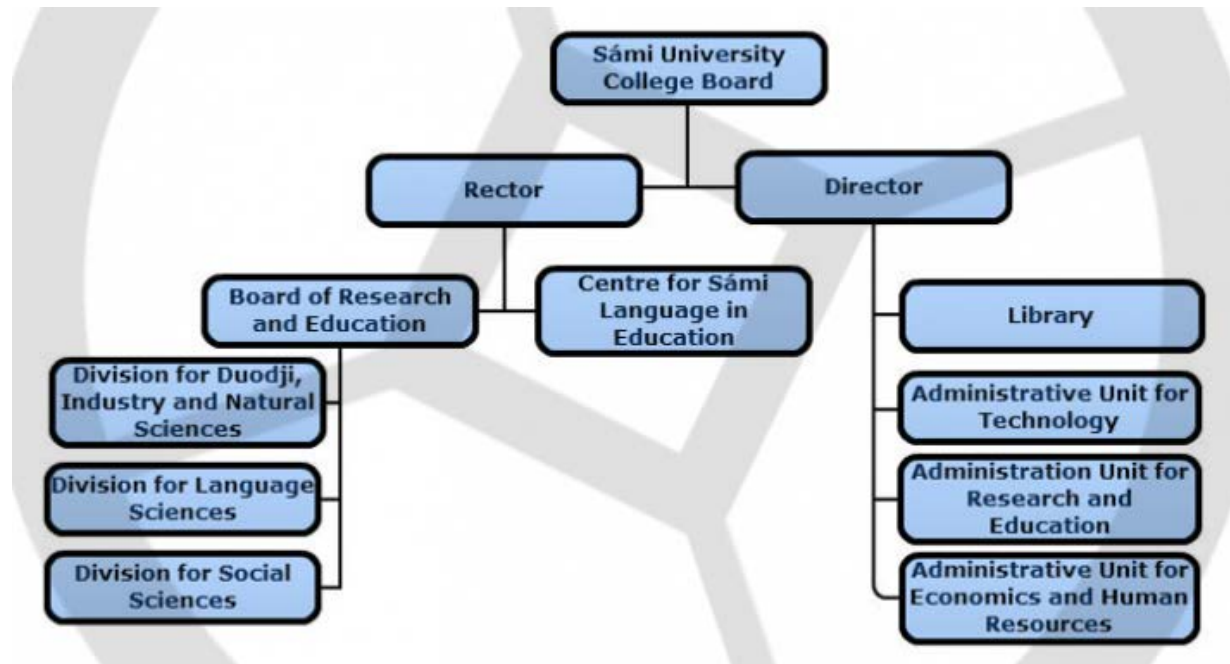 Sámi University
College Board
Rector
Director
Board of Research
and Education
Centre for Sámi
Language in
Education
Library
Division for Duodji,
Industry and Natural
Sciences
Administrative Unit for
Technology
Division for Language
Sciences
Administration Unit for
Research and
Education
Division for Social
Sciences
Administrative Unit for
Economics and Human
Resources